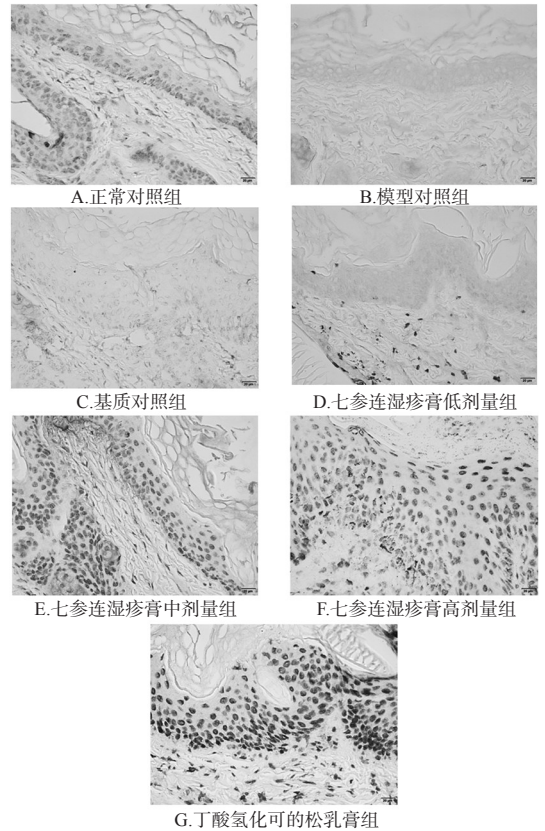 A.正常对照组
B.模型对照组
C.基质对照组
D.七参连湿疹膏低剂量组
E.七参连湿疹膏中剂量组
F.七参连湿疹膏高剂量组
G.丁酸氢化可的松乳膏组